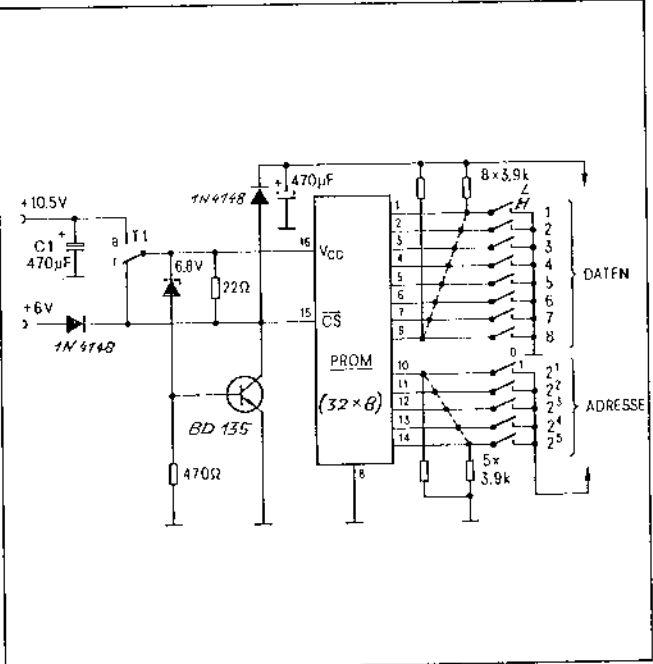 +10.5V
C1
470µF
+
a
T1
r
+6V
1N4148
1N4148
+
470µF
6.8V
22Ω
BD 135
470Ω
16
VCC
15
CS
PROM
(32×8)
8
1
2
3
4
5
6
7
9
10
11
12
13
14
8×3,9k
L
H
1
2
3
4
5
6
7
8
DATEN
0
1
2¹
2²
2³
2⁴
2⁵
ADRESSE
5×
3,9k